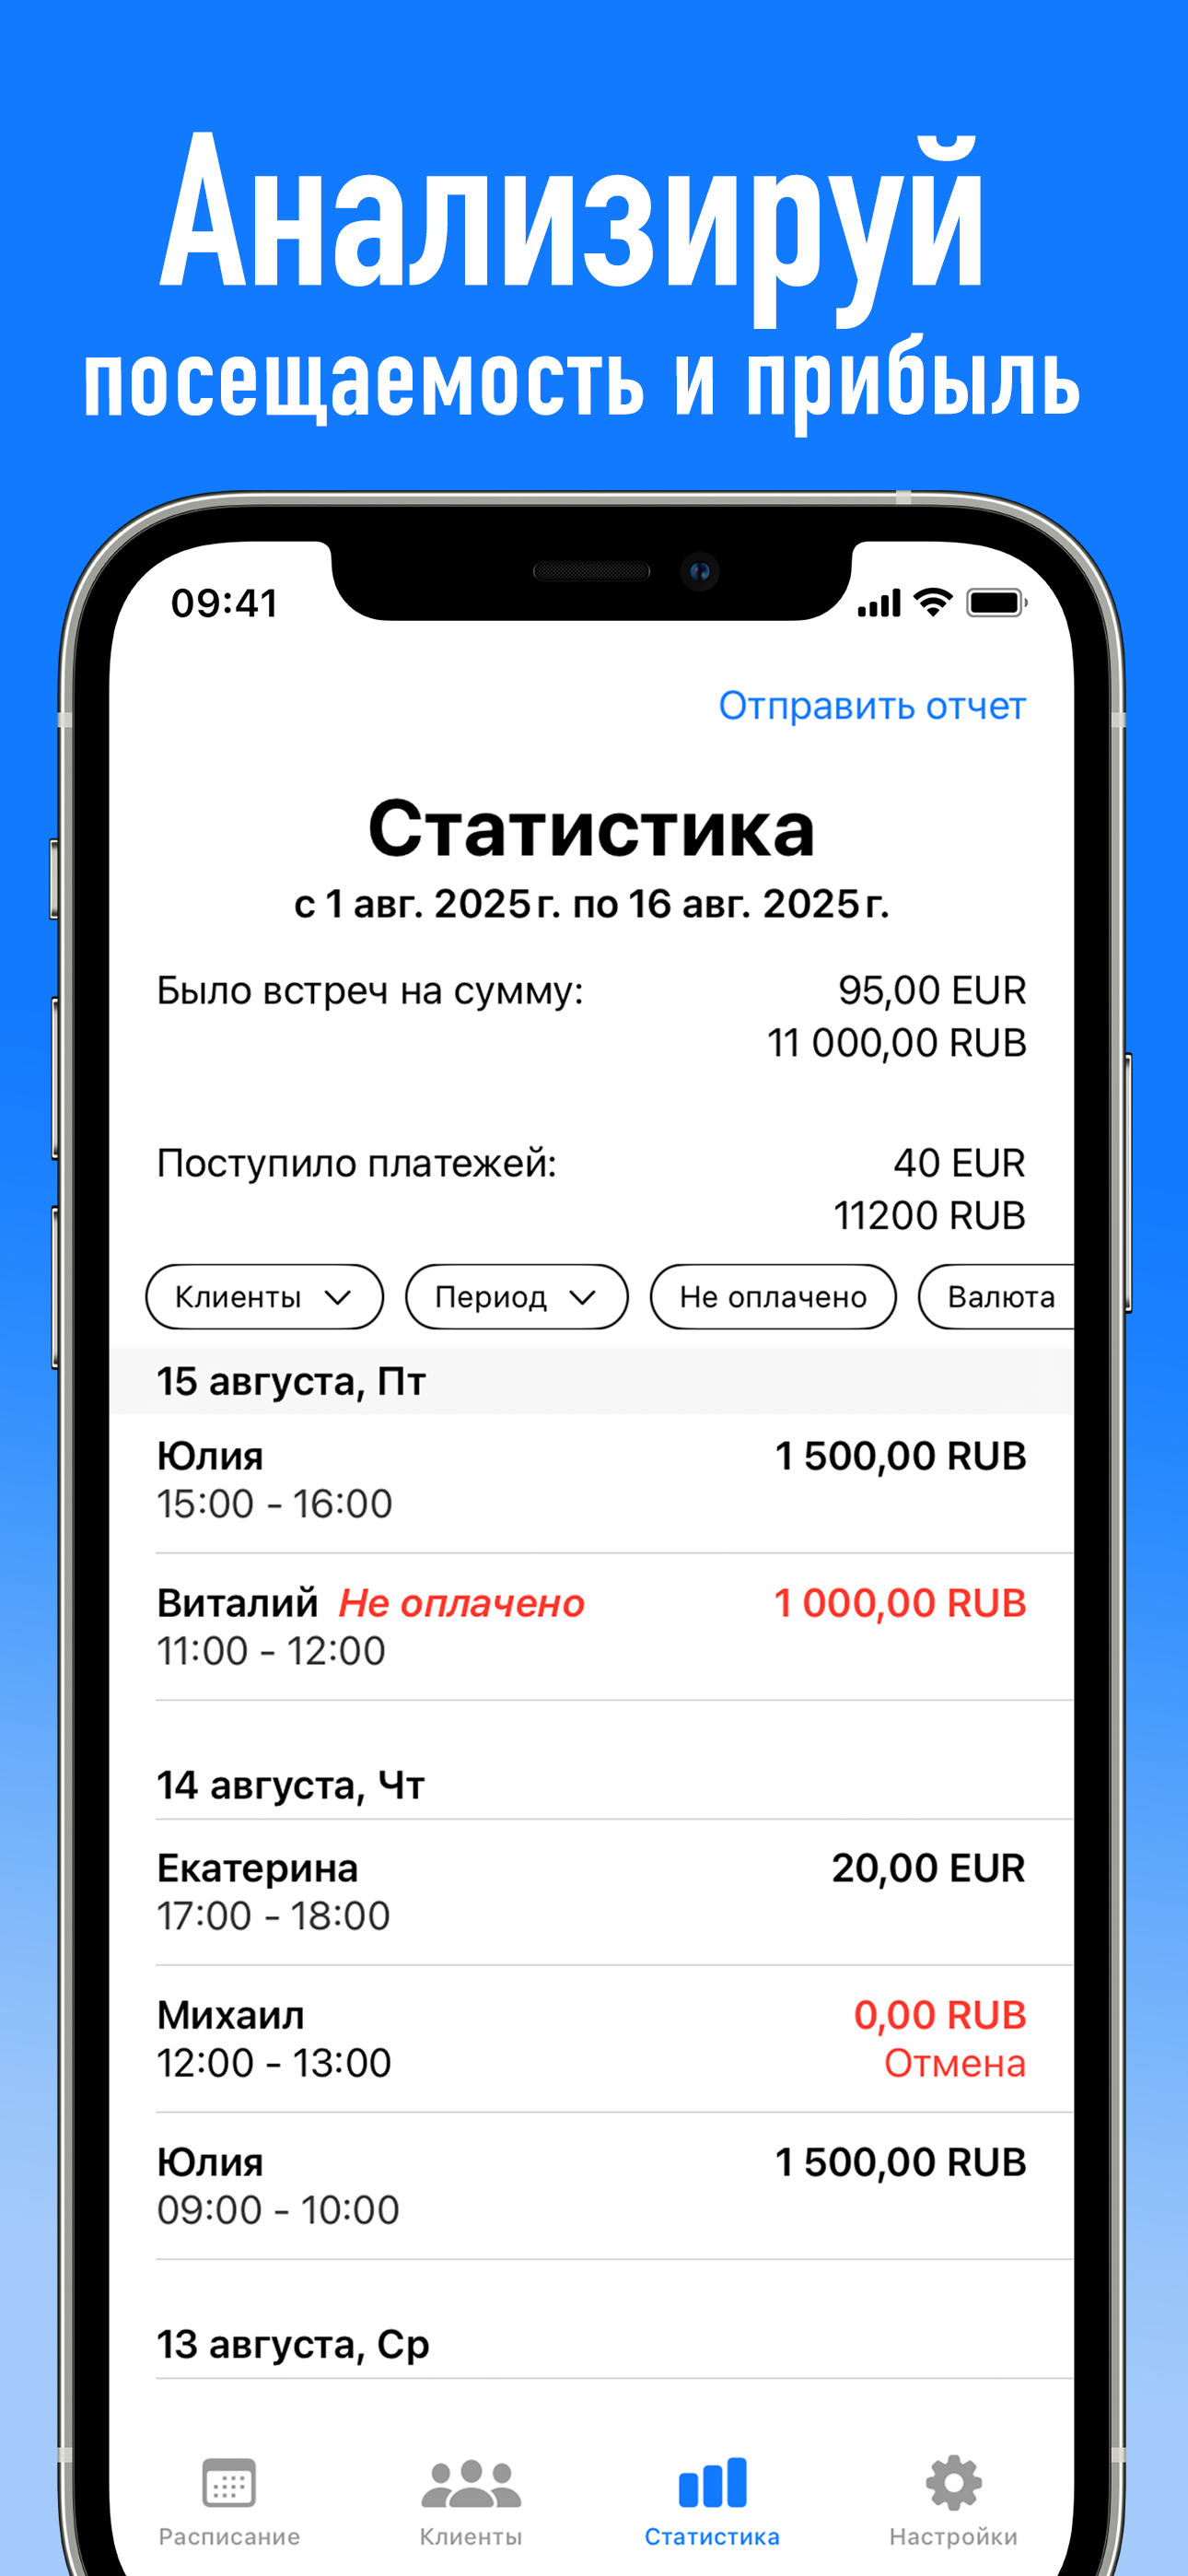 Анализируй
посещаемость и прибыль
09:41
Отправить отчет
Статистика
с 1 авг. 2025 г. по 16 авг. 2025 г.
Было встреч на сумму: 95,00 EUR
11 000,00 RUB
Поступило платежей: 40 EUR
11200 RUB
Клиенты Период Не оплачено Валюта
15 августа, Пт
Юлия 1 500,00 RUB
15:00 - 16:00
Виталий Не оплачено 1 000,00 RUB
11:00 - 12:00
14 августа, Чт
Екатерина 20,00 EUR
17:00 - 18:00
Михаил 0,00 RUB
12:00 - 13:00 Отмена
Юлия 1 500,00 RUB
09:00 - 10:00
13 августа, Ср
Расписание Клиенты Статистика Настройки